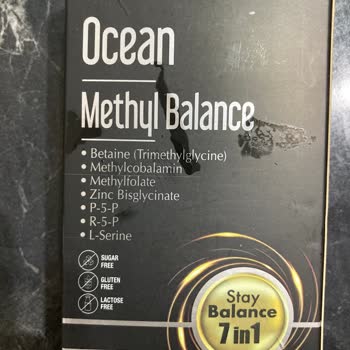 Ocean
Methyl Balance
• Betaine (Trimethylglycine)
• Methylcobalamin
• Methylfolate
• Zinc Bisglycinate
• P-5-P
• R-5-P
• L-Serine
SUGAR
FREE
GLUTEN
FREE
LACTOSE
FREE
Stay
Balance
7 in 1